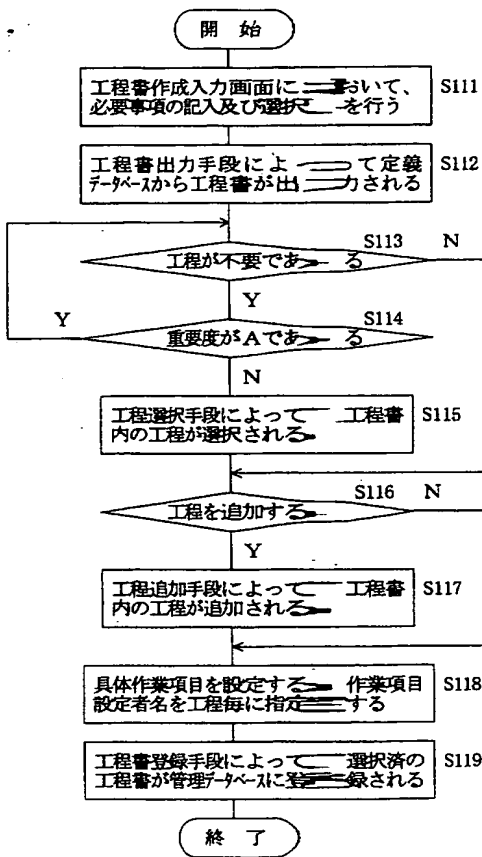 開 始
工程書作成入力画面において、
必要事項の記入及び選択を行う
S111
工程書出力手段によって定義
データベースから工程書が出力される
S112
S113
N
工程が不要である
Y
S114
Y
重要度がAである
N
工程選択手段によって工程書
内の工程が選択される
S115
S116
N
工程を追加する
Y
工程追加手段によって工程書
内の工程が追加される
S117
具体作業項目を設定する作業項目
設定者名を工程毎に指定する
S118
工程書登録手段によって選択済の
工程書が管理データベースに登録される
S119
終 了